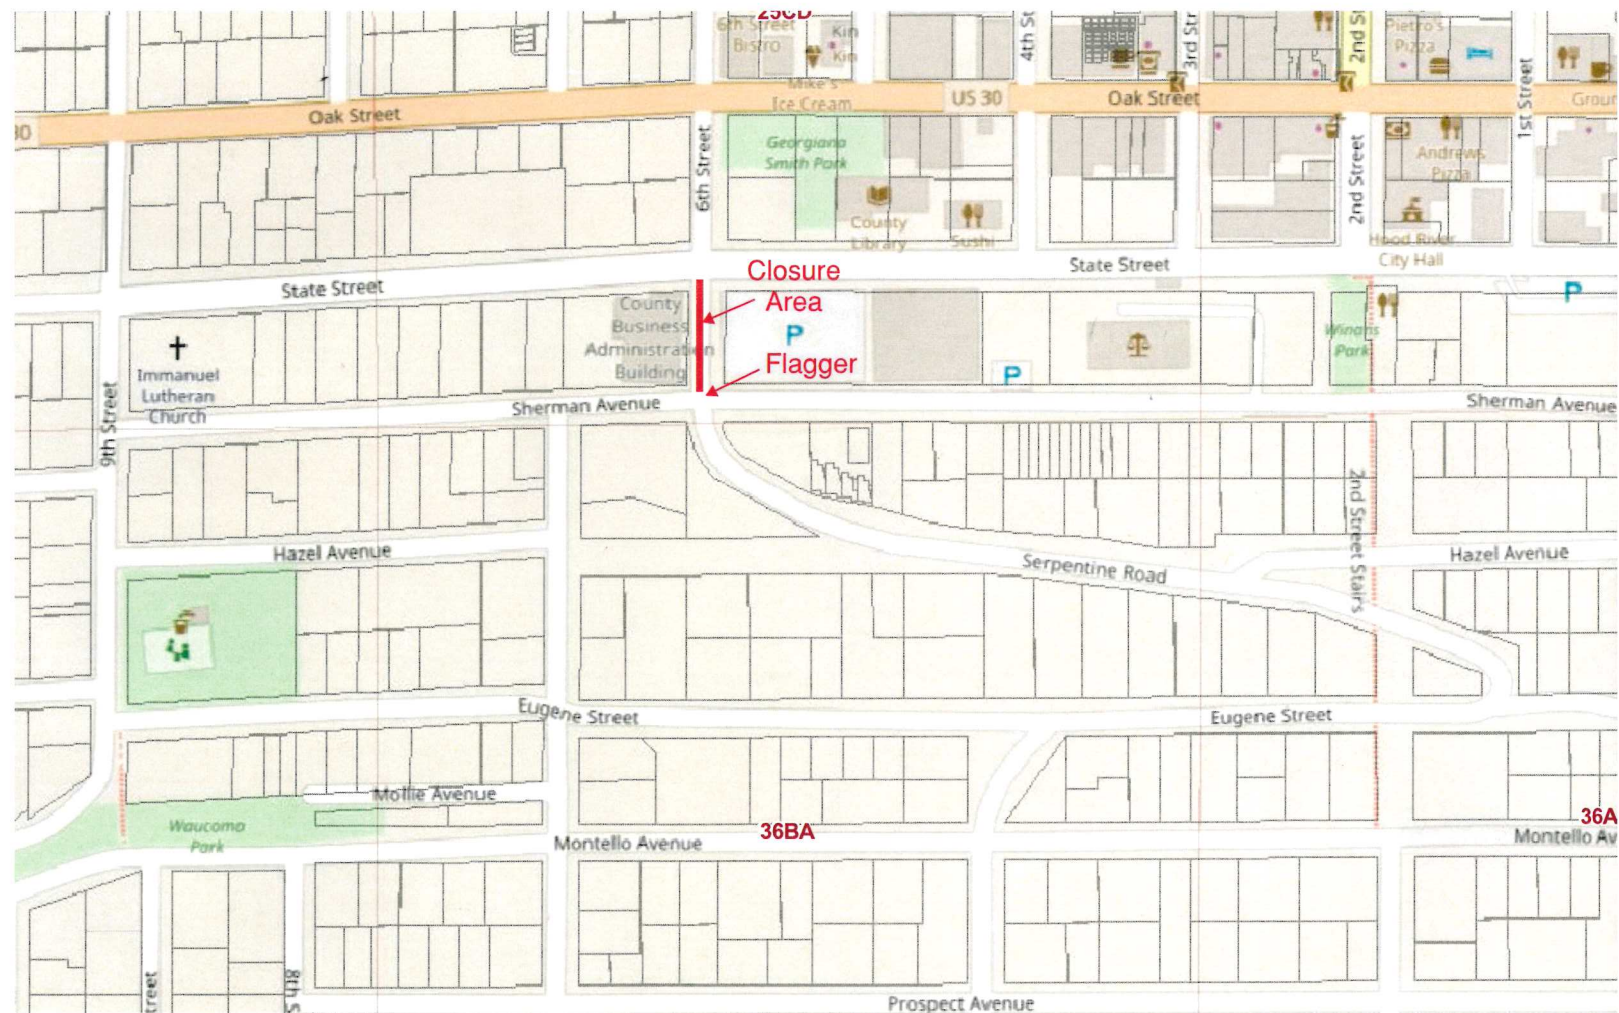 25CD
6th Street
Bistro
Kin
Kin
4th St
3rd Str
2nd St
Pietro's
Pizza
1st Street
Mike's
Ice Cream
US 30
Oak Street
Oak Street
30
Groun
6th Street
Georgiana
Smith Park
2nd Street
Andrews
Pizza
County
Library
Sushi
Hood River
City Hall
State Street
State Street
Closure
Area
P
County
Business
Administration
Building
P
Flagger
P
Winans
Park
Immanuel
Lutheran
Church
9th Street
Sherman Avenue
Sherman Avenue
2nd Street Stairs
Hazel Avenue
Serpentine Road
Hazel Avenue
Eugene Street
Eugene Street
Mollie Avenue
Waucoma
Park
36BA
36A
Montello Avenue
Montello Av
treet
8th S
Prospect Avenue